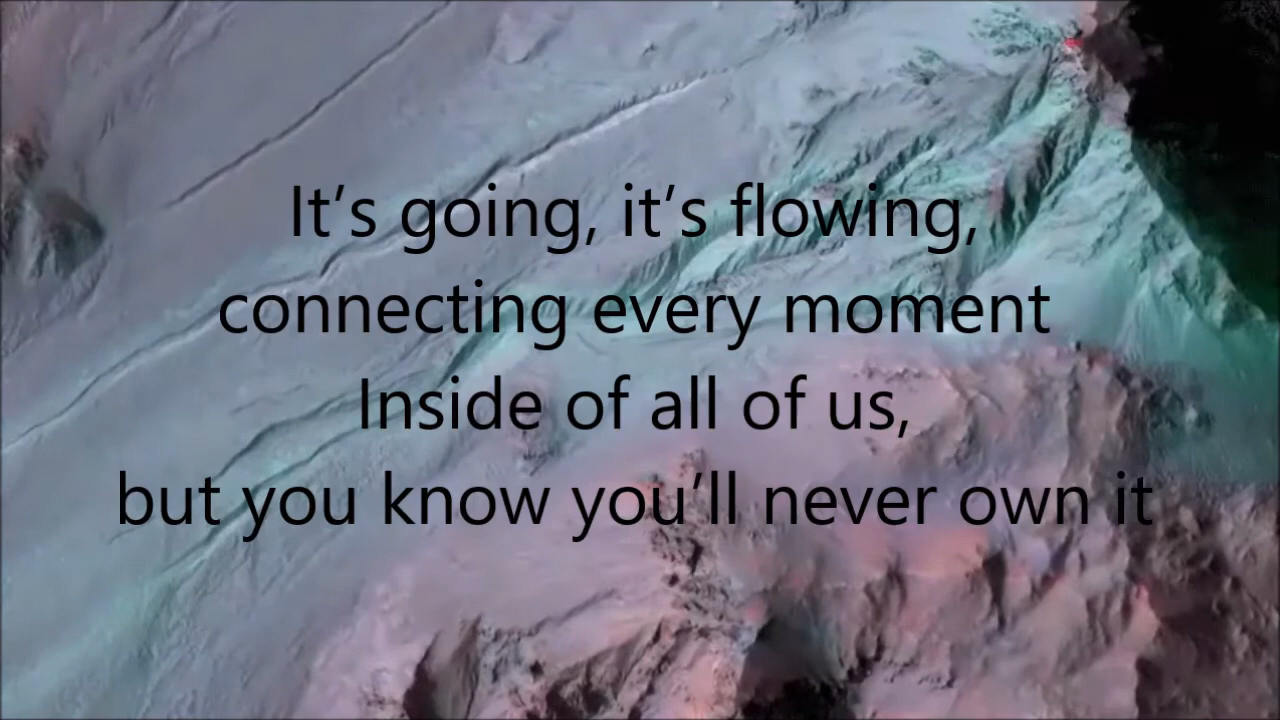 It’s going, it’s flowing,
connecting every moment
Inside of all of us,
but you know you’ll never own it